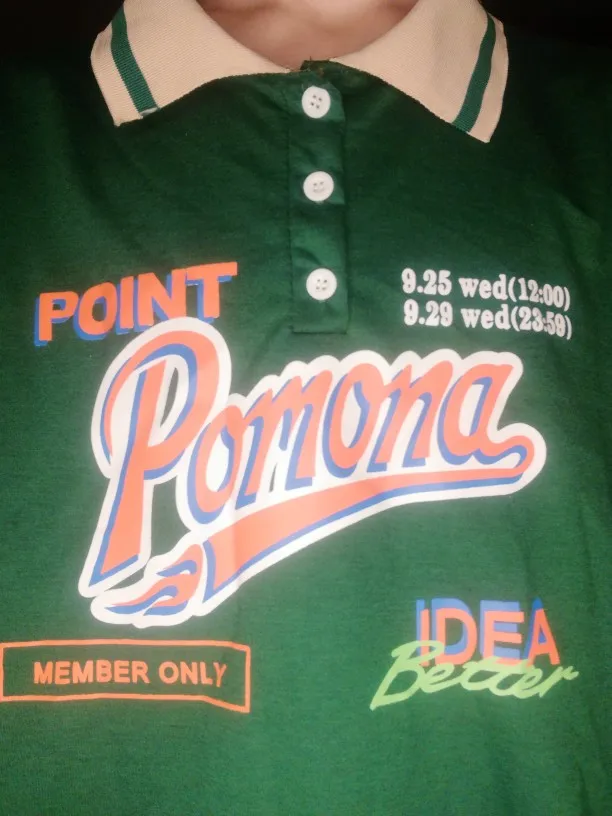 POINT
9.25 wed(12:00)
9.29 wed(23:59)
Pomona
MEMBER ONLY
IDEA
Better